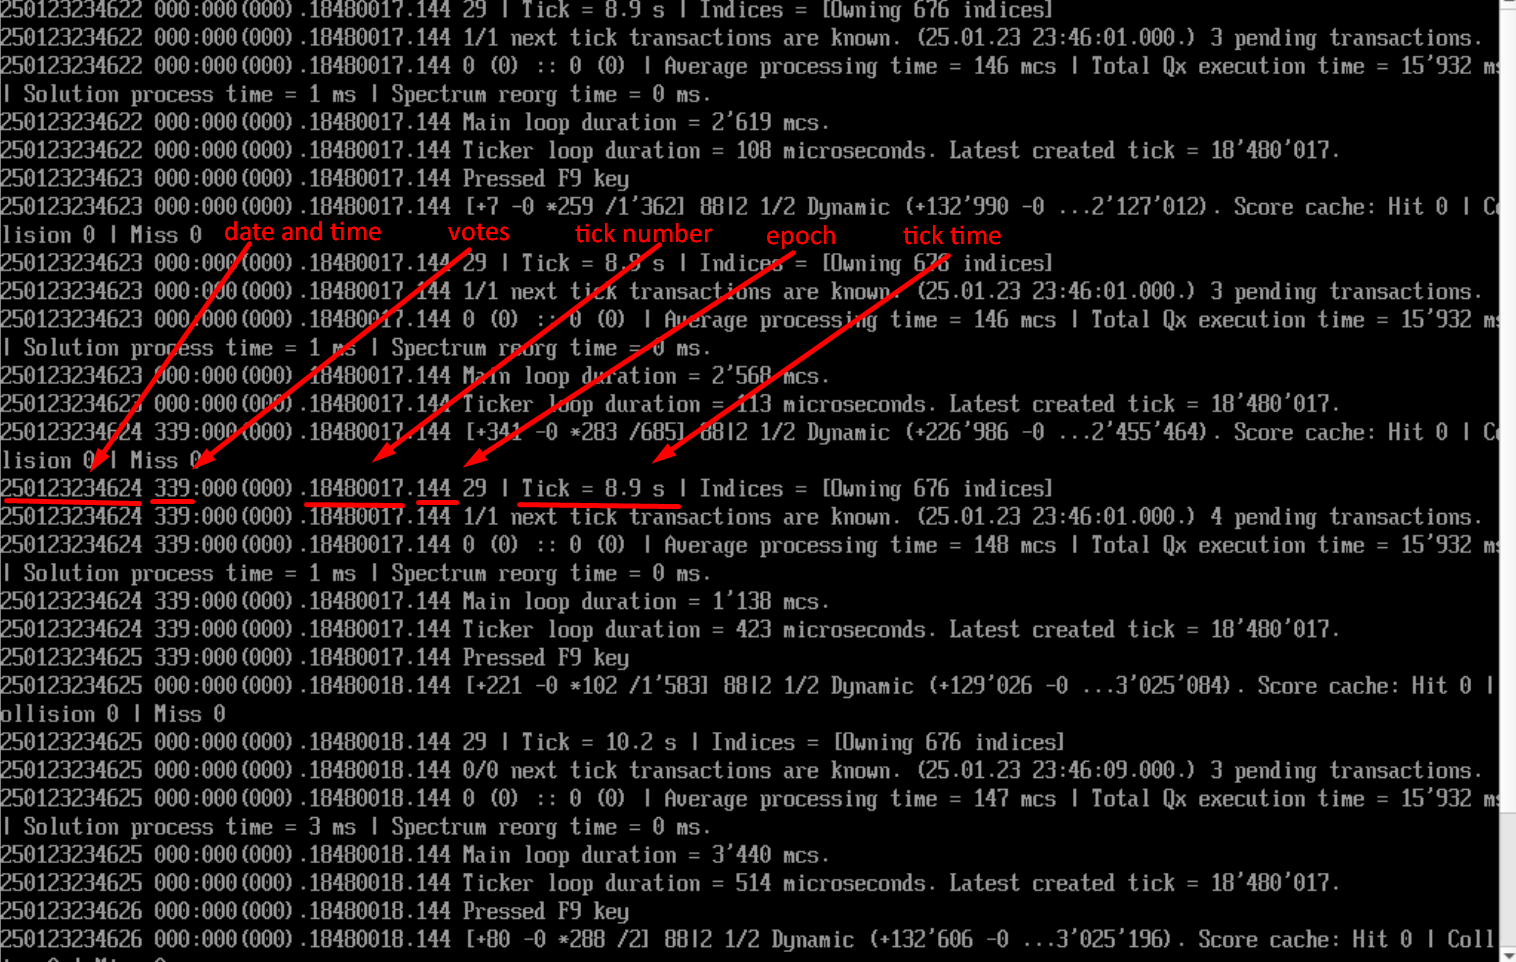 250123234622 000:000(000).18480017.144 29 | Tick = 8.9 s | Indices = [Owning 676 indices]
250123234622 000:000(000).18480017.144 1/1 next tick transactions are known. (25.01.23 23:46:01.000.) 3 pending transactions.
250123234622 000:000(000).18480017.144 0 (0) :: 0 (0) | Average processing time = 146 mcs | Total Qx execution time = 15'932 ms
| Solution process time = 1 ms | Spectrum reorg time = 0 ms.
250123234622 000:000(000).18480017.144 Main loop duration = 2'619 mcs.
250123234622 000:000(000).18480017.144 Ticker loop duration = 108 microseconds. Latest created tick = 18'480'017.
250123234623 000:000(000).18480017.144 Pressed F9 key
250123234623 000:000(000).18480017.144 [+7 -0 *259 /1'362] 88|2 1/2 Dynamic (+132'990 -0 ...2'127'012). Score cache: Hit 0 | Co
llision 0 | Miss 0
date and time votes tick number epoch tick time
250123234623 000:000(000).18480017.144 29 | Tick = 8.9 s | Indices = [Owning 676 indices]
250123234623 000:000(000).18480017.144 1/1 next tick transactions are known. (25.01.23 23:46:01.000.) 3 pending transactions.
250123234623 000:000(000).18480017.144 0 (0) :: 0 (0) | Average processing time = 146 mcs | Total Qx execution time = 15'932 ms
| Solution process time = 1 ms | Spectrum reorg time = 0 ms.
250123234623 000:000(000).18480017.144 Main loop duration = 2'568 mcs.
250123234623 000:000(000).18480017.144 Ticker loop duration = 113 microseconds. Latest created tick = 18'480'017.
250123234624 339:000(000).18480017.144 [+341 -0 *283 /685] 88|2 1/2 Dynamic (+226'986 -0 ...2'455'464). Score cache: Hit 0 | Co
llision 0 | Miss 0
250123234624 339:000(000).18480017.144 29 | Tick = 8.9 s | Indices = [Owning 676 indices]
250123234624 339:000(000).18480017.144 1/1 next tick transactions are known. (25.01.23 23:46:01.000.) 4 pending transactions.
250123234624 339:000(000).18480017.144 0 (0) :: 0 (0) | Average processing time = 148 mcs | Total Qx execution time = 15'932 ms
| Solution process time = 1 ms | Spectrum reorg time = 0 ms.
250123234624 339:000(000).18480017.144 Main loop duration = 1'138 mcs.
250123234624 339:000(000).18480017.144 Ticker loop duration = 423 microseconds. Latest created tick = 18'480'017.
250123234625 339:000(000).18480017.144 Pressed F9 key
250123234625 000:000(000).18480018.144 [+221 -0 *102 /1'583] 88|2 1/2 Dynamic (+129'026 -0 ...3'025'084). Score cache: Hit 0 |
ollision 0 | Miss 0
250123234625 000:000(000).18480018.144 29 | Tick = 10.2 s | Indices = [Owning 676 indices]
250123234625 000:000(000).18480018.144 0/0 next tick transactions are known. (25.01.23 23:46:09.000.) 3 pending transactions.
250123234625 000:000(000).18480018.144 0 (0) :: 0 (0) | Average processing time = 147 mcs | Total Qx execution time = 15'932 ms
| Solution process time = 3 ms | Spectrum reorg time = 0 ms.
250123234625 000:000(000).18480018.144 Main loop duration = 3'440 mcs.
250123234625 000:000(000).18480018.144 Ticker loop duration = 514 microseconds. Latest created tick = 18'480'017.
250123234626 000:000(000).18480018.144 Pressed F9 key
250123234626 000:000(000).18480018.144 [+80 -0 *288 /2] 88|2 1/2 Dynamic (+132'606 -0 ...3'025'196). Score cache: Hit 0 | Coll